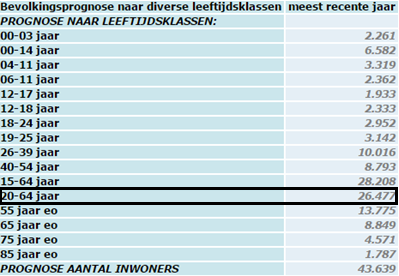 Bevolkingsprognose naar diverse leeftijdsklassen meest recente jaar
PROGNOSE NAAR LEEFTIJDSKLASSEN:
00-03 jaar 2.261
00-14 jaar 6.582
04-11 jaar 3.319
06-11 jaar 2.362
12-17 jaar 1.933
12-18 jaar 2.333
18-24 jaar 2.952
19-25 jaar 3.142
26-39 jaar 10.016
40-54 jaar 8.793
15-64 jaar 28.208
20-64 jaar 26.477
55 jaar eo 13.775
65 jaar eo 8.849
75 jaar eo 4.571
85 jaar eo 1.787
PROGNOSE AANTAL INWONERS 43.639